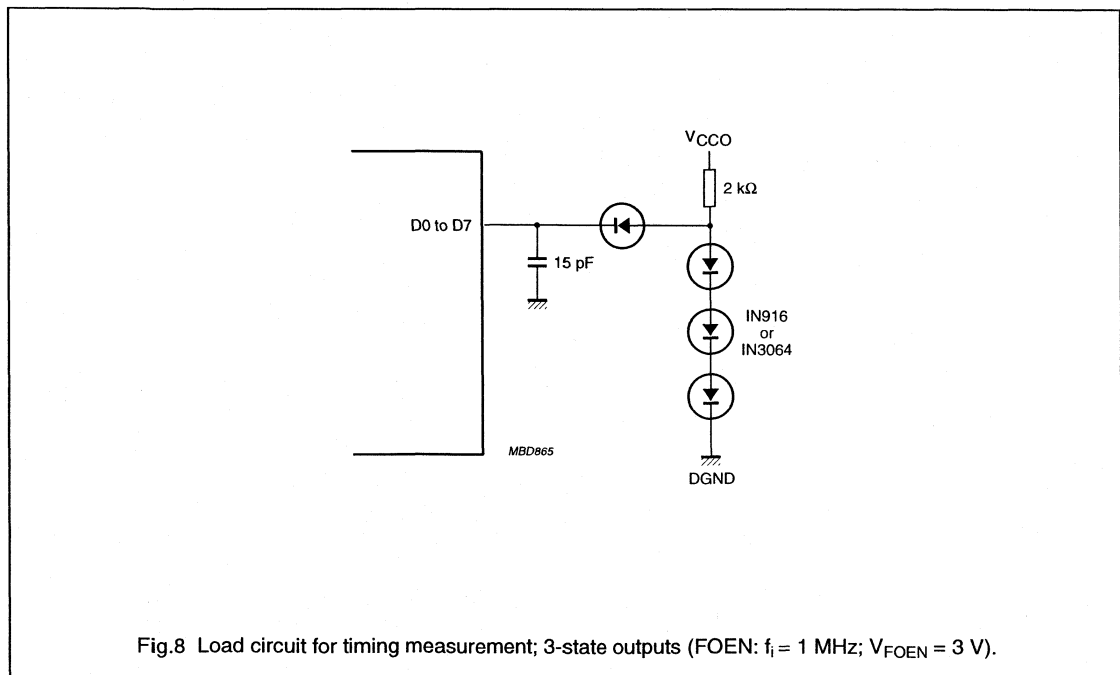 VCCO
2 kΩ
D0 to D7
15 pF
IN916
or
IN3064
MBD865
DGND
Fig.8 Load circuit for timing measurement; 3-state outputs (FOEN: fi = 1 MHz; VFOEN = 3 V).